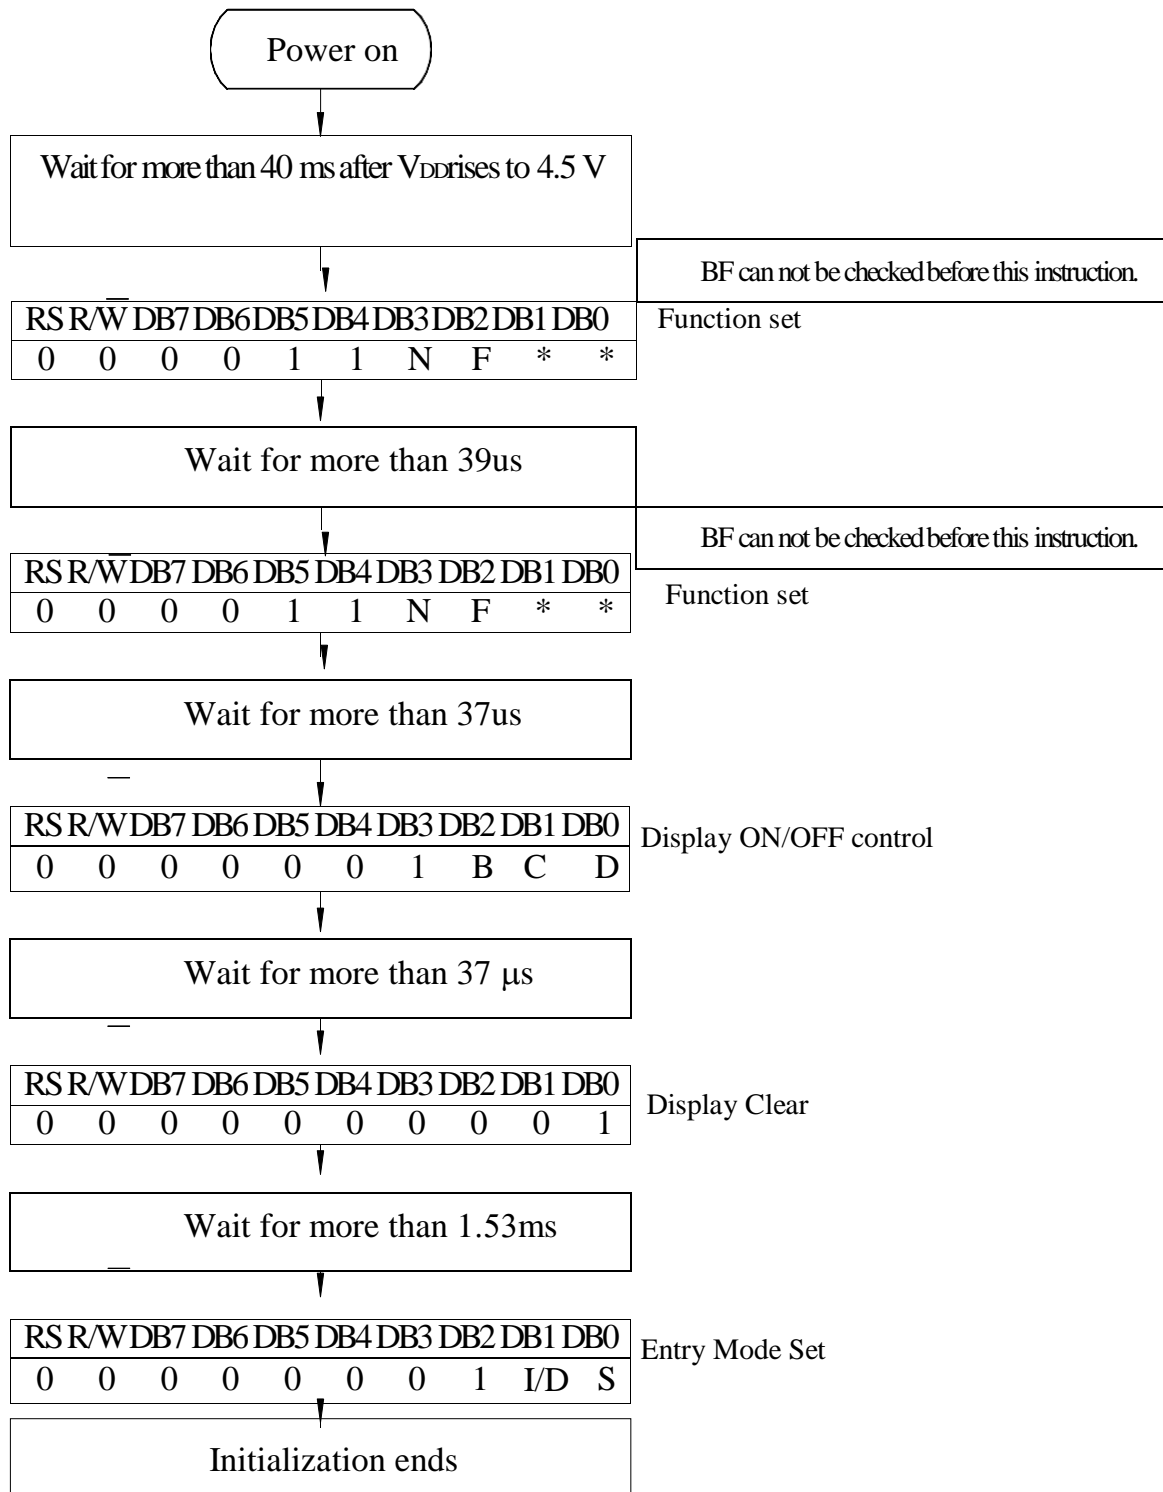 Power on
Wait for more than 40 ms after VDDrises to 4.5 V
BF can not be checked before this instruction.
RS R/W̅ DB7 DB6 DB5 DB4 DB3 DB2 DB1 DB0
Function set
0 0 0 0 1 1 N F * *
Wait for more than 39us
BF can not be checked before this instruction.
RS R/W̅ DB7 DB6 DB5 DB4 DB3 DB2 DB1 DB0
Function set
0 0 0 0 1 1 N F * *
Wait for more than 37us
RS R/W̅ DB7 DB6 DB5 DB4 DB3 DB2 DB1 DB0
Display ON/OFF control
0 0 0 0 0 0 1 B C D
Wait for more than 37 μs
RS R/W̅ DB7 DB6 DB5 DB4 DB3 DB2 DB1 DB0
Display Clear
0 0 0 0 0 0 0 0 0 1
Wait for more than 1.53ms
RS R/W̅ DB7 DB6 DB5 DB4 DB3 DB2 DB1 DB0
Entry Mode Set
0 0 0 0 0 0 0 1 I/D S
Initialization ends